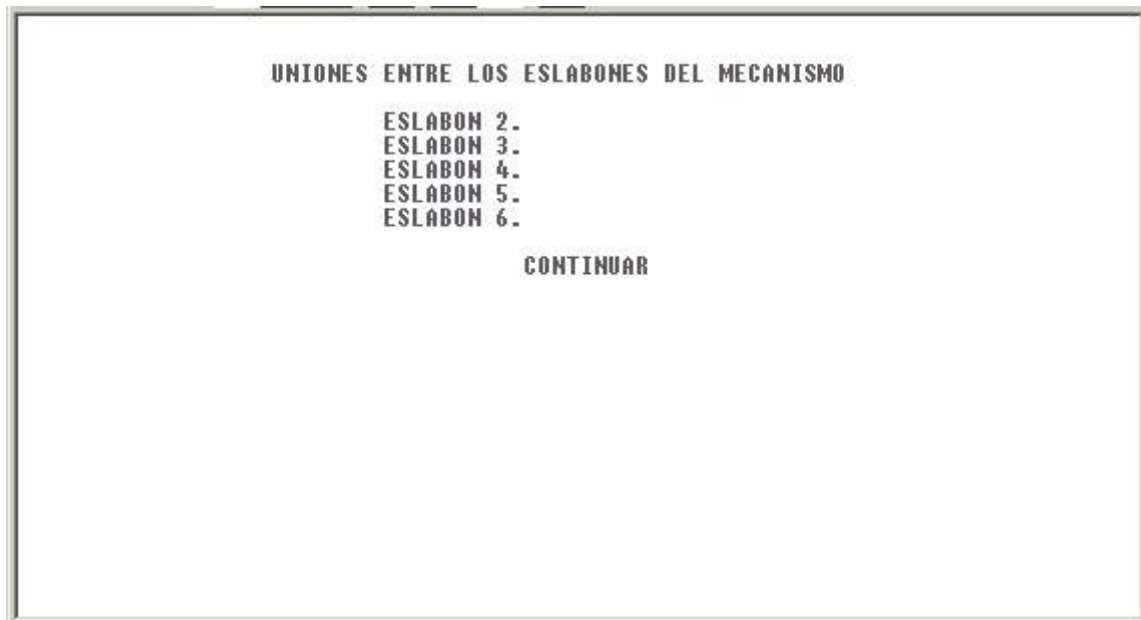 UNIONES ENTRE LOS ESLABONES DEL MECANISMO
ESLABON 2.
ESLABON 3.
ESLABON 4.
ESLABON 5.
ESLABON 6.
CONTINUAR